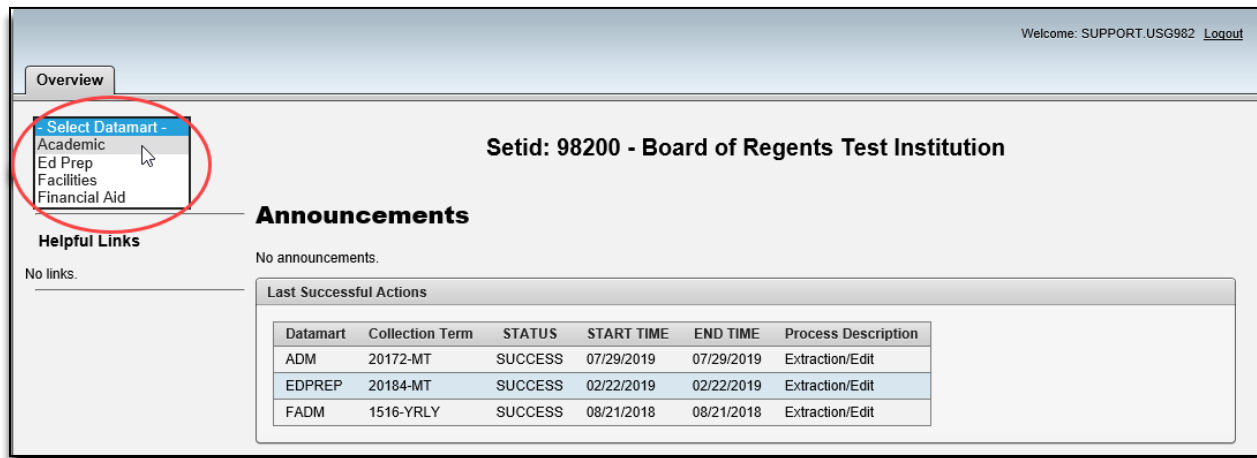 Welcome: SUPPORT.USG982 Logout
Overview
- Select Datamart -
Academic
Ed Prep
Facilities
Financial Aid
Helpful Links
No links.
Setid: 98200 - Board of Regents Test Institution
Announcements
No announcements.
Last Successful Actions
Datamart Collection Term STATUS START TIME END TIME Process Description
ADM 20172-MT SUCCESS 07/29/2019 07/29/2019 Extraction/Edit
EDPREP 20184-MT SUCCESS 02/22/2019 02/22/2019 Extraction/Edit
FADM 1516-YRLY SUCCESS 08/21/2018 08/21/2018 Extraction/Edit